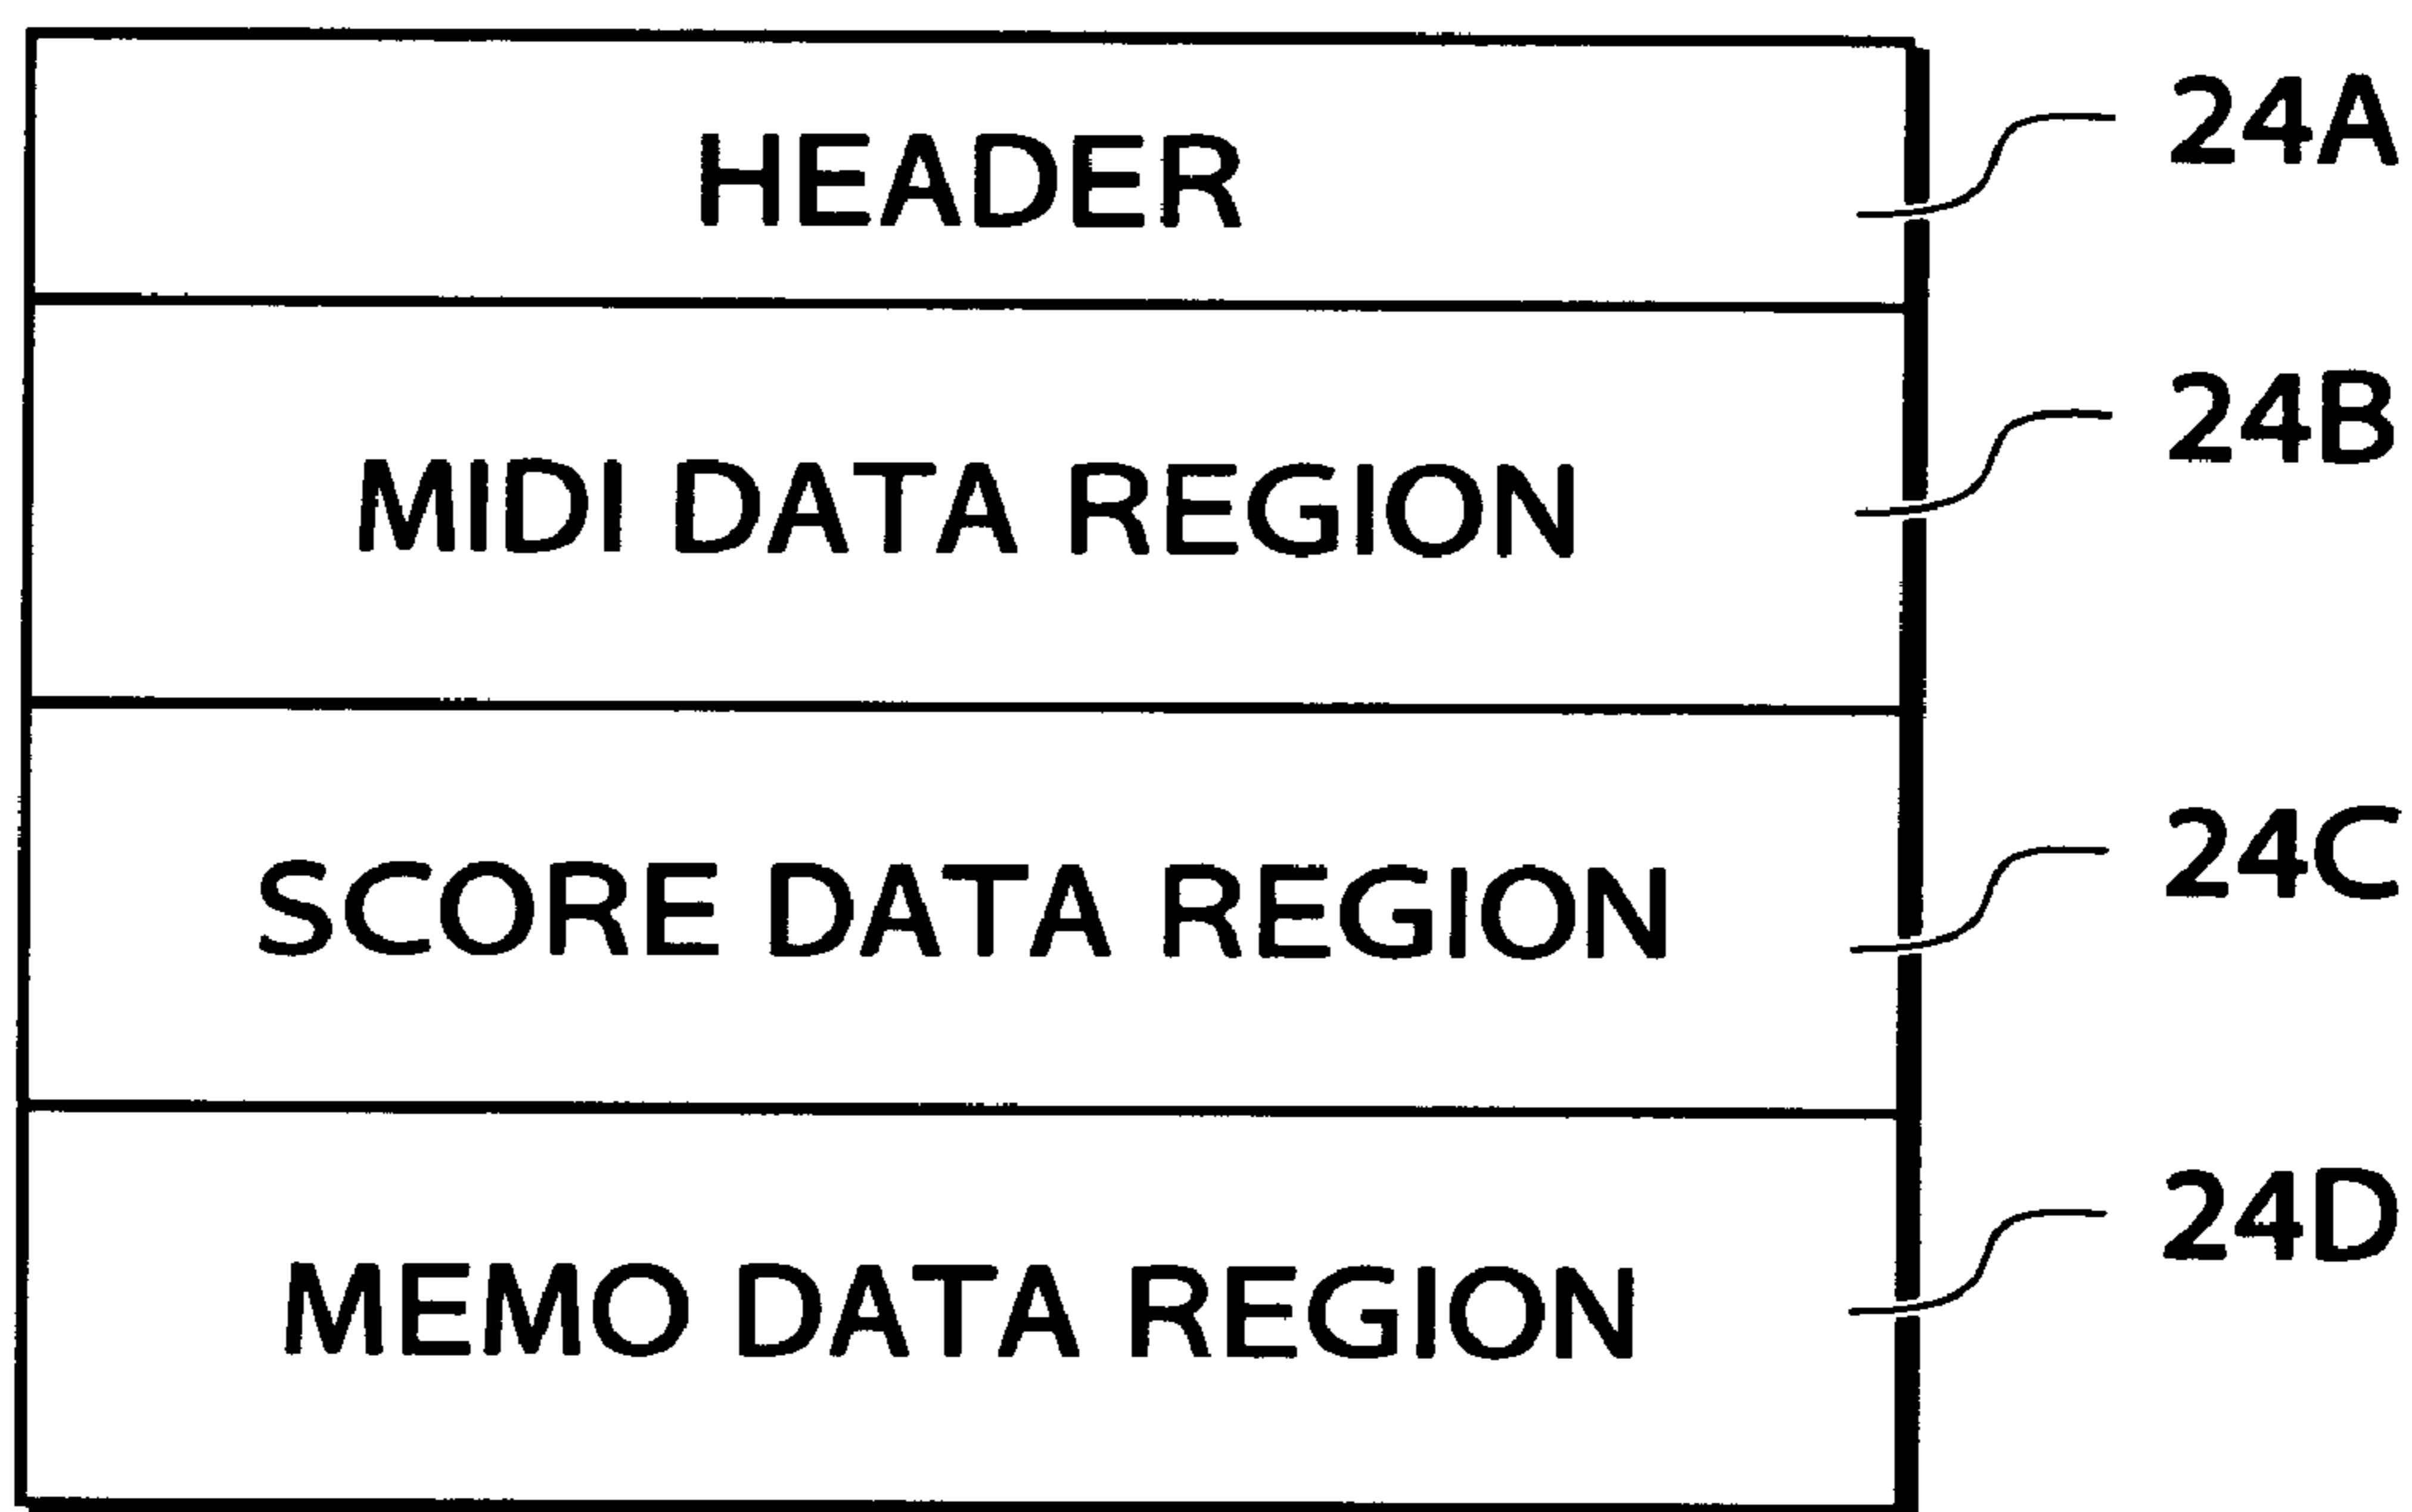 HEADER
24A
MIDI DATA REGION
24B
SCORE DATA REGION
24C
MEMO DATA REGION
24D